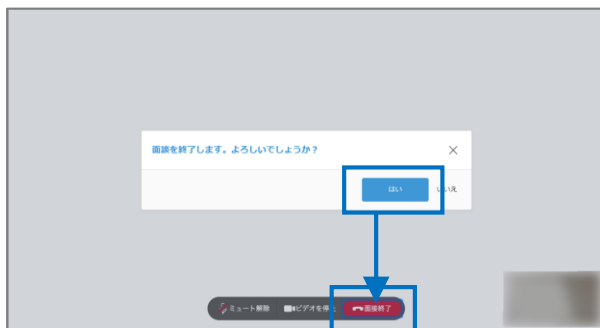 面談を終了します。よろしいでしょうか？
はい
いいえ
ミュート解除
ビデオを停止
面接終了